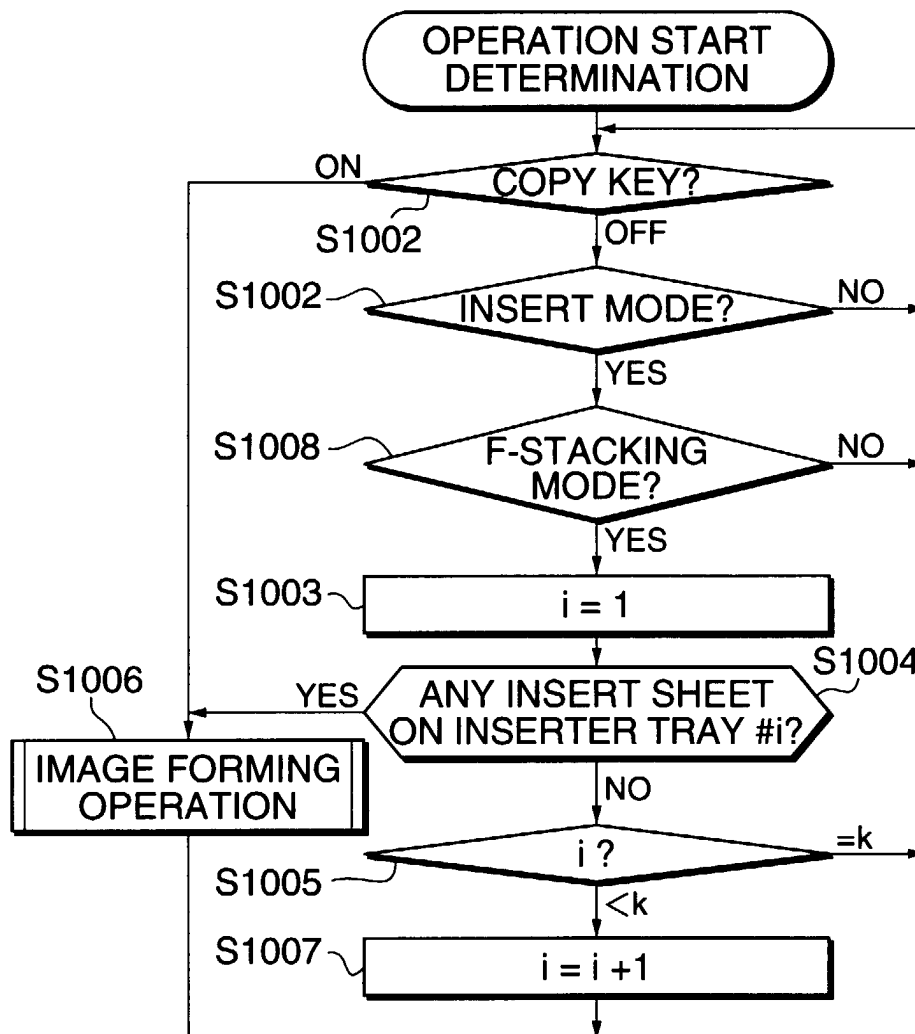 OPERATION START
DETERMINATION
ON
COPY KEY?
S1002
OFF
S1002
INSERT MODE?
NO
YES
S1008
F-STACKING
MODE?
NO
YES
S1003
i = 1
S1004
S1006
YES
ANY INSERT SHEET
ON INSERTER TRAY #i?
IMAGE FORMING
OPERATION
NO
i ?
=k
S1005
<k
S1007
i = i +1